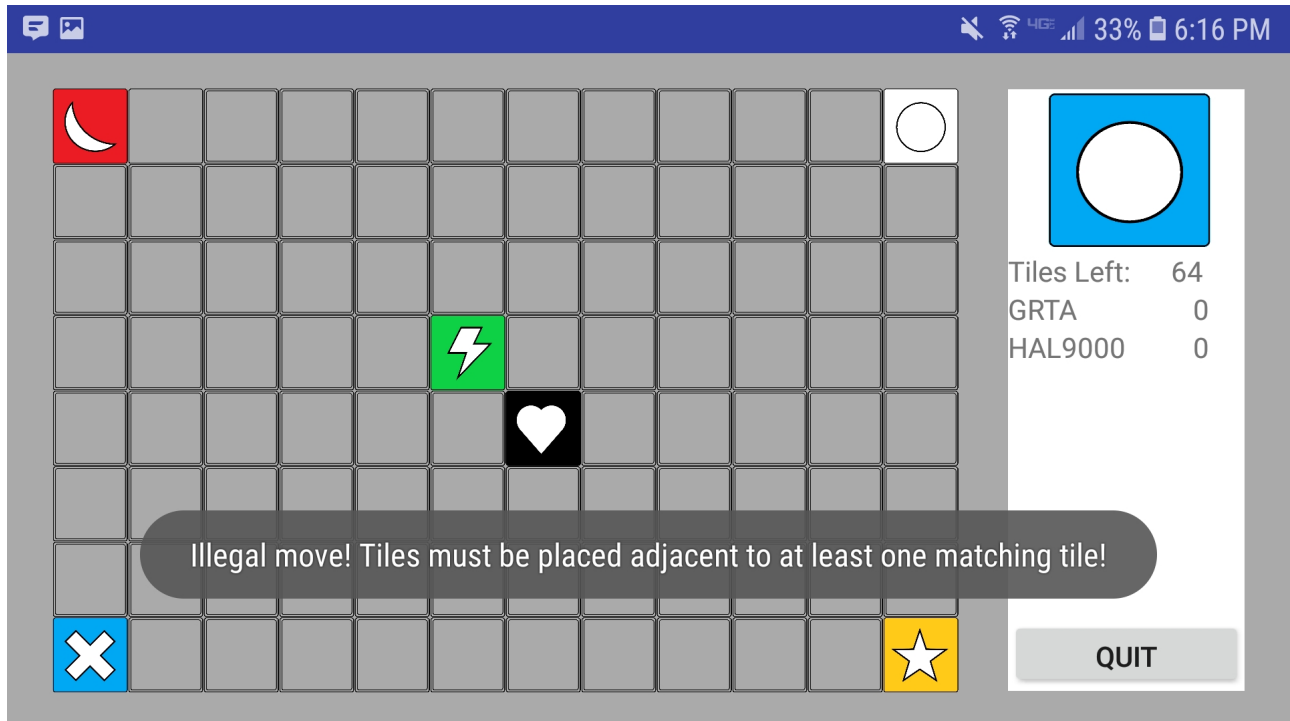 4GE 33% 6:16 PM
Tiles Left: 64
GRTA 0
HAL9000 0
Illegal move! Tiles must be placed adjacent to at least one matching tile!
QUIT